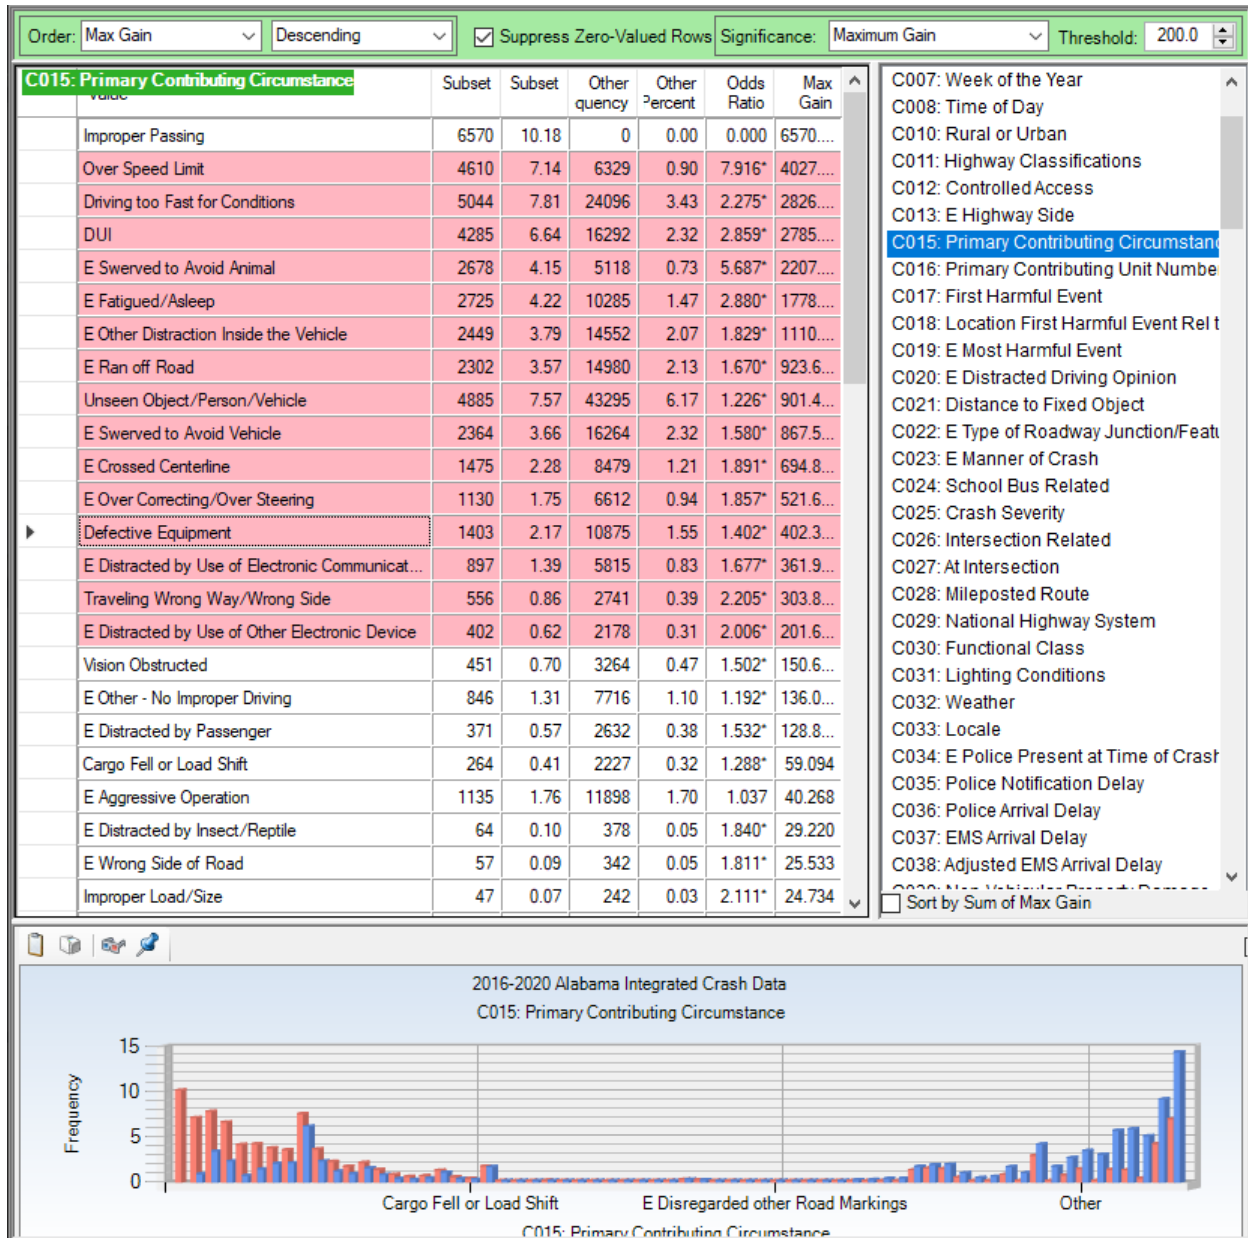 Order: Max Gain Descending Suppress Zero-Valued Rows Significance: Maximum Gain Threshold: 200.0
C015: Primary Contributing Circumstance
Value Subset Subset Other quency Other Percent Odds Ratio Max Gain
Improper Passing 6570 10.18 0 0.00 0.000 6570....
Over Speed Limit 4610 7.14 6329 0.90 7.916* 4027....
Driving too Fast for Conditions 5044 7.81 24096 3.43 2.275* 2826....
DUI 4285 6.64 16292 2.32 2.859* 2785....
E Swerved to Avoid Animal 2678 4.15 5118 0.73 5.687* 2207....
E Fatigued/Asleep 2725 4.22 10285 1.47 2.880* 1778....
E Other Distraction Inside the Vehicle 2449 3.79 14552 2.07 1.829* 1110....
E Ran off Road 2302 3.57 14980 2.13 1.670* 923.6...
Unseen Object/Person/Vehicle 4885 7.57 43295 6.17 1.226* 901.4...
E Swerved to Avoid Vehicle 2364 3.66 16264 2.32 1.580* 867.5...
E Crossed Centerline 1475 2.28 8479 1.21 1.891* 694.8...
E Over Correcting/Over Steering 1130 1.75 6612 0.94 1.857* 521.6...
Defective Equipment 1403 2.17 10875 1.55 1.402* 402.3...
E Distracted by Use of Electronic Communicat... 897 1.39 5815 0.83 1.677* 361.9...
Traveling Wrong Way/Wrong Side 556 0.86 2741 0.39 2.205* 303.8...
E Distracted by Use of Other Electronic Device 402 0.62 2178 0.31 2.006* 201.6...
Vision Obstructed 451 0.70 3264 0.47 1.502* 150.6...
E Other - No Improper Driving 846 1.31 7716 1.10 1.192* 136.0...
E Distracted by Passenger 371 0.57 2632 0.38 1.532* 128.8...
Cargo Fell or Load Shift 264 0.41 2227 0.32 1.288* 59.094
E Aggressive Operation 1135 1.76 11898 1.70 1.037 40.268
E Distracted by Insect/Reptile 64 0.10 378 0.05 1.840* 29.220
E Wrong Side of Road 57 0.09 342 0.05 1.811* 25.533
Improper Load/Size 47 0.07 242 0.03 2.111* 24.734
C007: Week of the Year
C008: Time of Day
C010: Rural or Urban
C011: Highway Classifications
C012: Controlled Access
C013: E Highway Side
C015: Primary Contributing Circumstanc
C016: Primary Contributing Unit Numbe
C017: First Harmful Event
C018: Location First Harmful Event Rel t
C019: E Most Harmful Event
C020: E Distracted Driving Opinion
C021: Distance to Fixed Object
C022: E Type of Roadway Junction/Featu
C023: E Manner of Crash
C024: School Bus Related
C025: Crash Severity
C026: Intersection Related
C027: At Intersection
C028: Mileposted Route
C029: National Highway System
C030: Functional Class
C031: Lighting Conditions
C032: Weather
C033: Locale
C034: E Police Present at Time of Crash
C035: Police Notification Delay
C036: Police Arrival Delay
C037: EMS Arrival Delay
C038: Adjusted EMS Arrival Delay
C039: Non-Vehicular Property Damage
Sort by Sum of Max Gain
2016-2020 Alabama Integrated Crash Data
C015: Primary Contributing Circumstance
Frequency
15
10
5
0
Cargo Fell or Load Shift E Disregarded other Road Markings Other
C015: Primary Contributing Circumstance